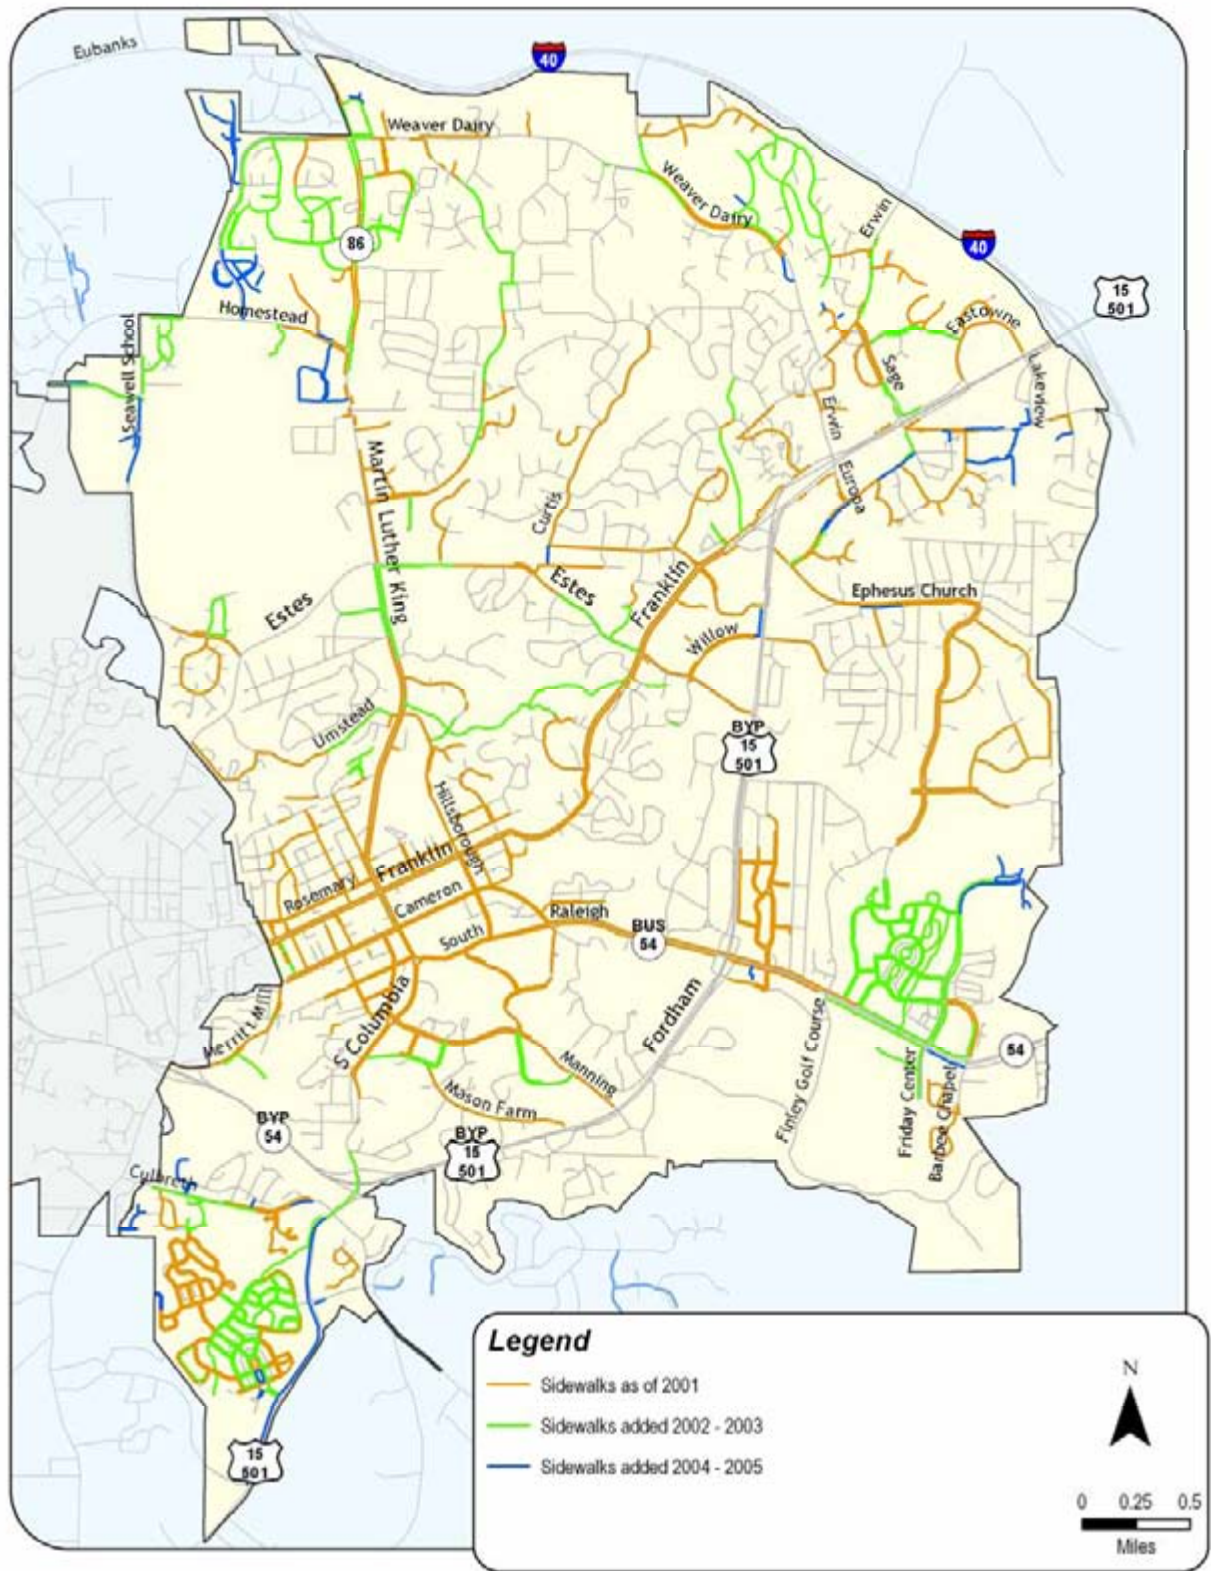 Eubanks
40
Weaver Dairy
Weaver Dairy
Erwin
86
40
15
501
Homestead
Eastowne
Seawell School
Sage
Lakeview
Erwin
Martin Luther King
Europa
Curtis
Estes
Franklin
Ephesus Church
Estes
Willow
Umstead
BYP
15
501
Hillsborough
Franklin
Rosemary
Cameron
Raleigh
BUS
54
South
S Columbia
Fordham
Merritt Mill
Finley Golf Course
54
Manning
Friday Center
Barbee Chapel
Mason Farm
BYP
54
BYP
15
501
Culbreth
15
501
Legend
Sidewalks as of 2001
Sidewalks added 2002 - 2003
Sidewalks added 2004 - 2005
N
0 0.25 0.5
Miles